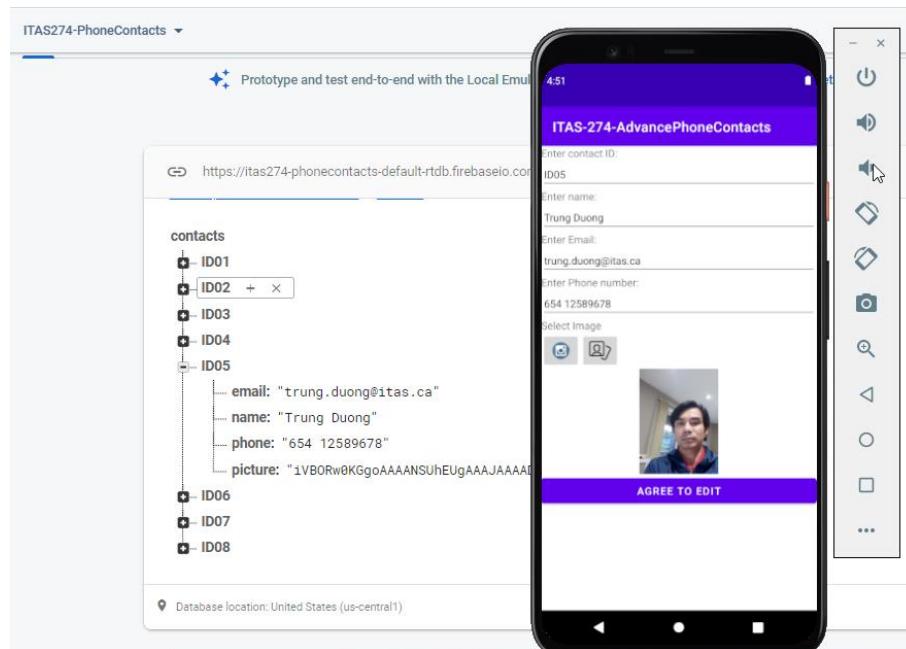 ITAS274-PhoneContacts
Prototype and test end-to-end with the Local Emul
https://itas274-phonecontacts-default-rtdb.firebaseio.com
contacts
ID01
ID02 + ×
ID03
ID04
ID05
email: "trung.duong@itas.ca"
name: "Trung Duong"
phone: "654 12589678"
picture: "iVBORw0KGgoAAAANSUhEUgAAAJAAAAD
ID06
ID07
ID08
Database location: United States (us-central1)
4:51
ITAS-274-AdvancePhoneContacts
Enter contact ID:
ID05
Enter name:
Trung Duong
Enter Email:
trung.duong@itas.ca
Enter Phone number:
654 12589678
Select Image
AGREE TO EDIT